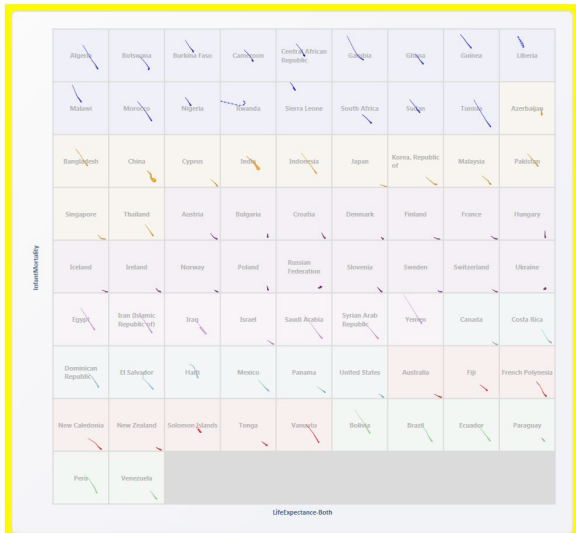 Algeria
Botswana
Burkina Faso
Cameroon
Central African
Republic
Gambia
Ghana
Guinea
Liberia
Malawi
Morocco
Nigeria
Rwanda
Sierra Leone
South Africa
Sudan
Tunisia
Azerbaijan
Bangladesh
China
Cyprus
India
Indonesia
Japan
Korea, Republic
of
Malaysia
Pakistan
Singapore
Thailand
Austria
Bulgaria
Croatia
Denmark
Finland
France
Hungary
Iceland
Ireland
Norway
Poland
Russian
Federation
Slovenia
Sweden
Switzerland
Ukraine
Egypt
Iran (Islamic
Republic of)
Iraq
Israel
Saudi Arabia
Syrian Arab
Republic
Yemen
Canada
Costa Rica
Dominican
Republic
El Salvador
Haiti
Mexico
Panama
United States
Australia
Fiji
French Polynesia
New Caledonia
New Zealand
Solomon Islands
Tonga
Vanuatu
Bolivia
Brazil
Ecuador
Paraguay
Peru
Venezuela
InfantMortality
LifeExpectance-Both